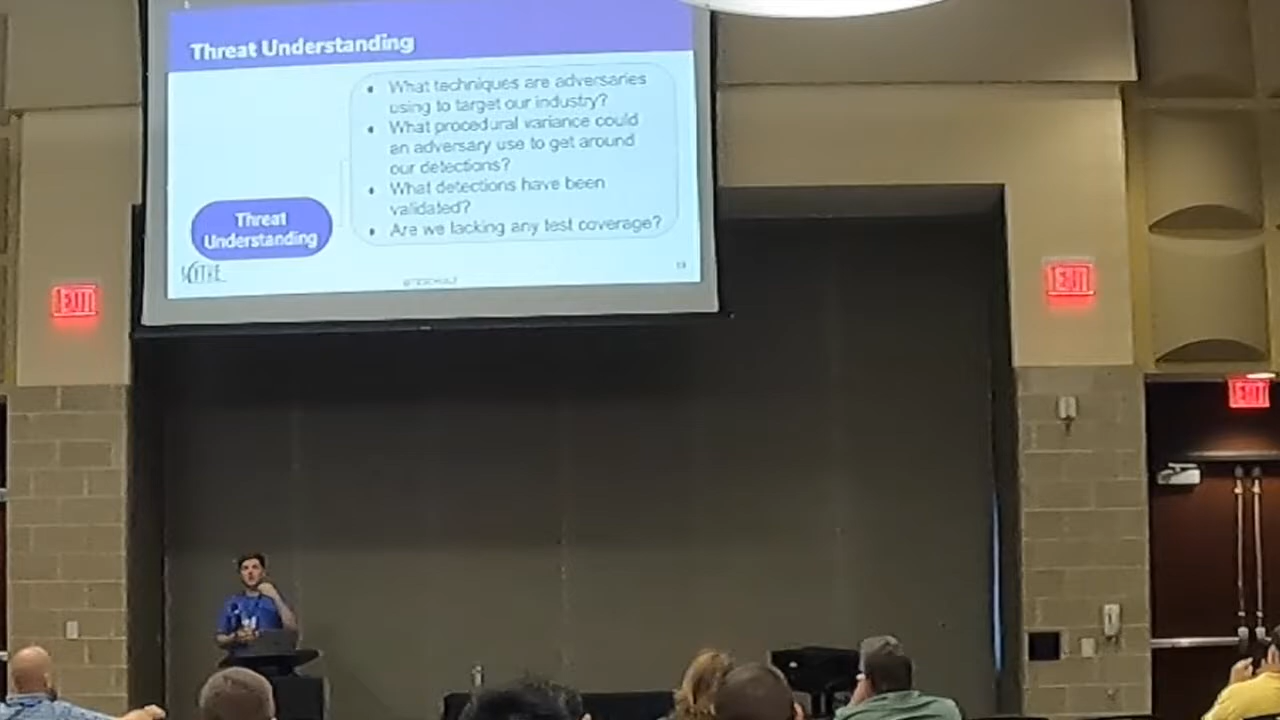 Threat Understanding
• What techniques are adversaries
using to target our industry?
• What procedural variance could
an adversary use to get around
our detections?
• What detections have been
validated?
• Are we lacking any test coverage?
Threat
Understanding
SCYTHE
EXIT
EXIT
EXIT